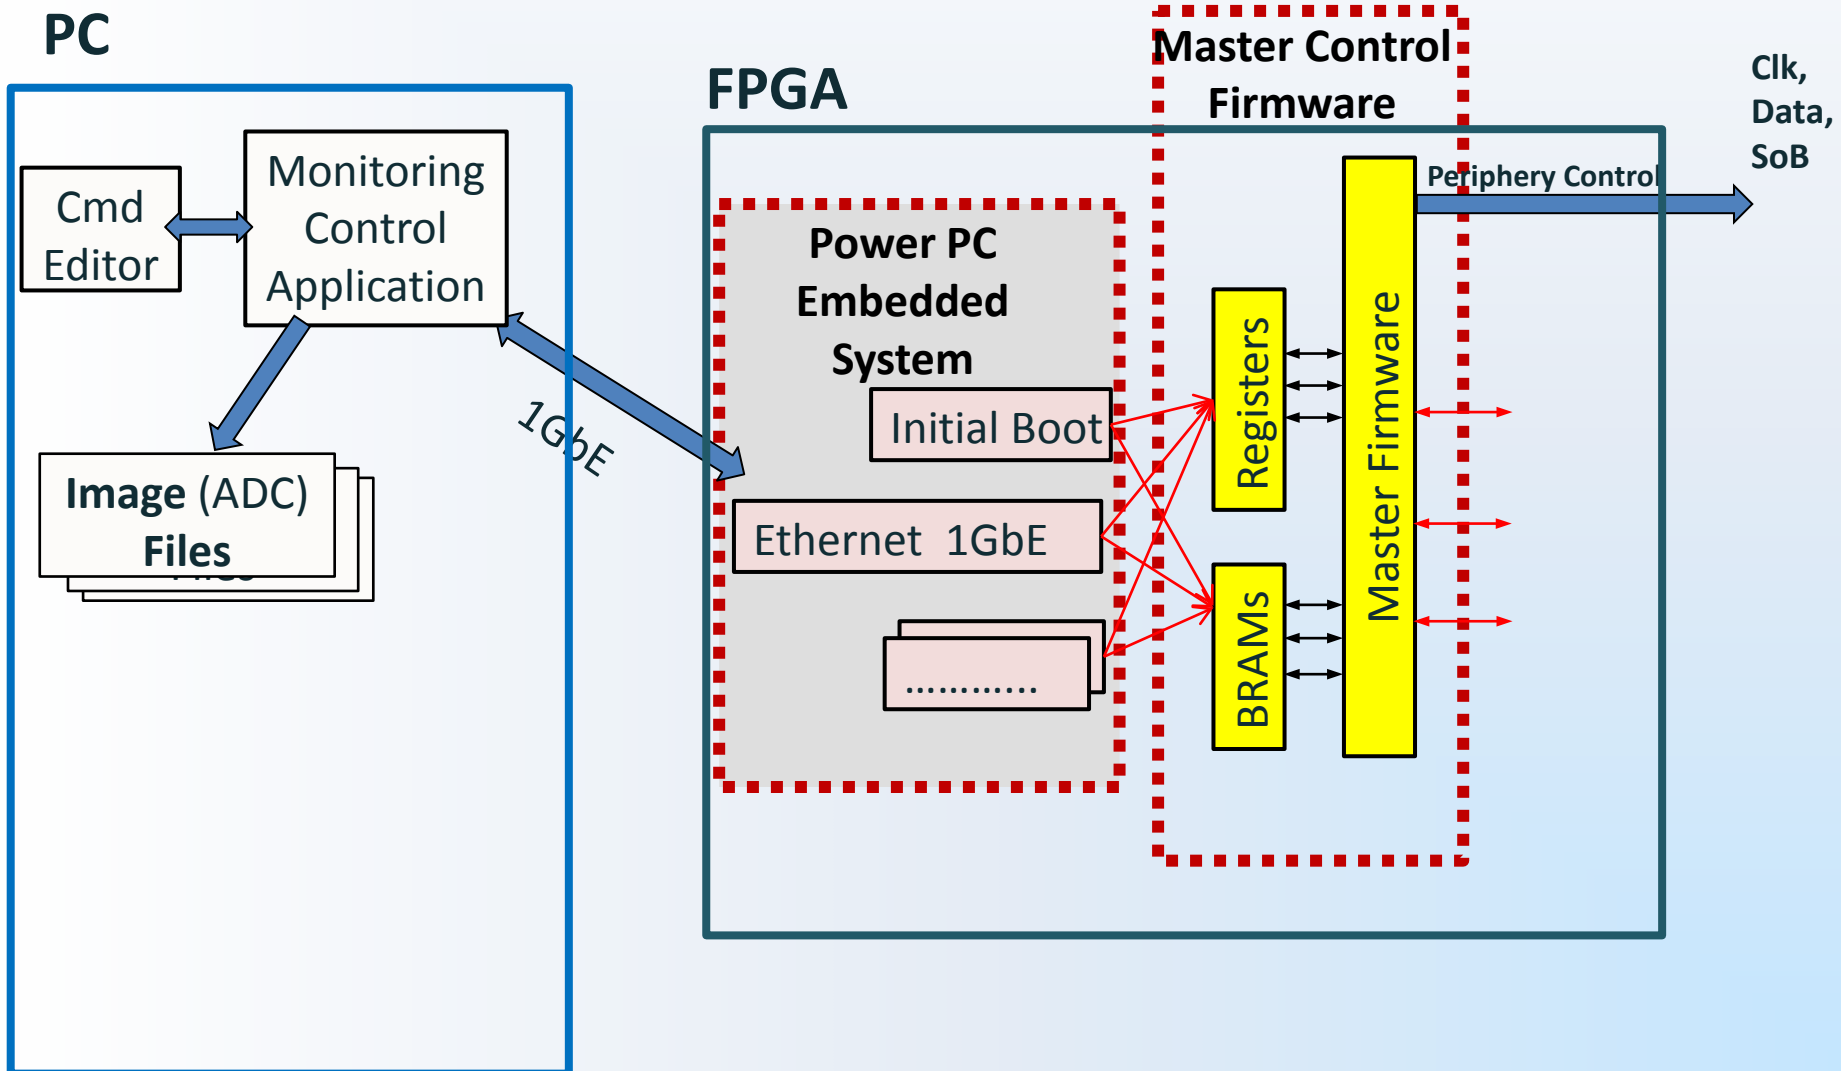 PC
Cmd
Editor
Monitoring
Control
Application
Image (ADC)
Files
Files
1GbE
FPGA
Power PC
Embedded
System
Initial Boot
Ethernet 1GbE
............
Master Control
Firmware
Registers
BRAMs
Master Firmware
Periphery Control
Clk,
Data,
SoB